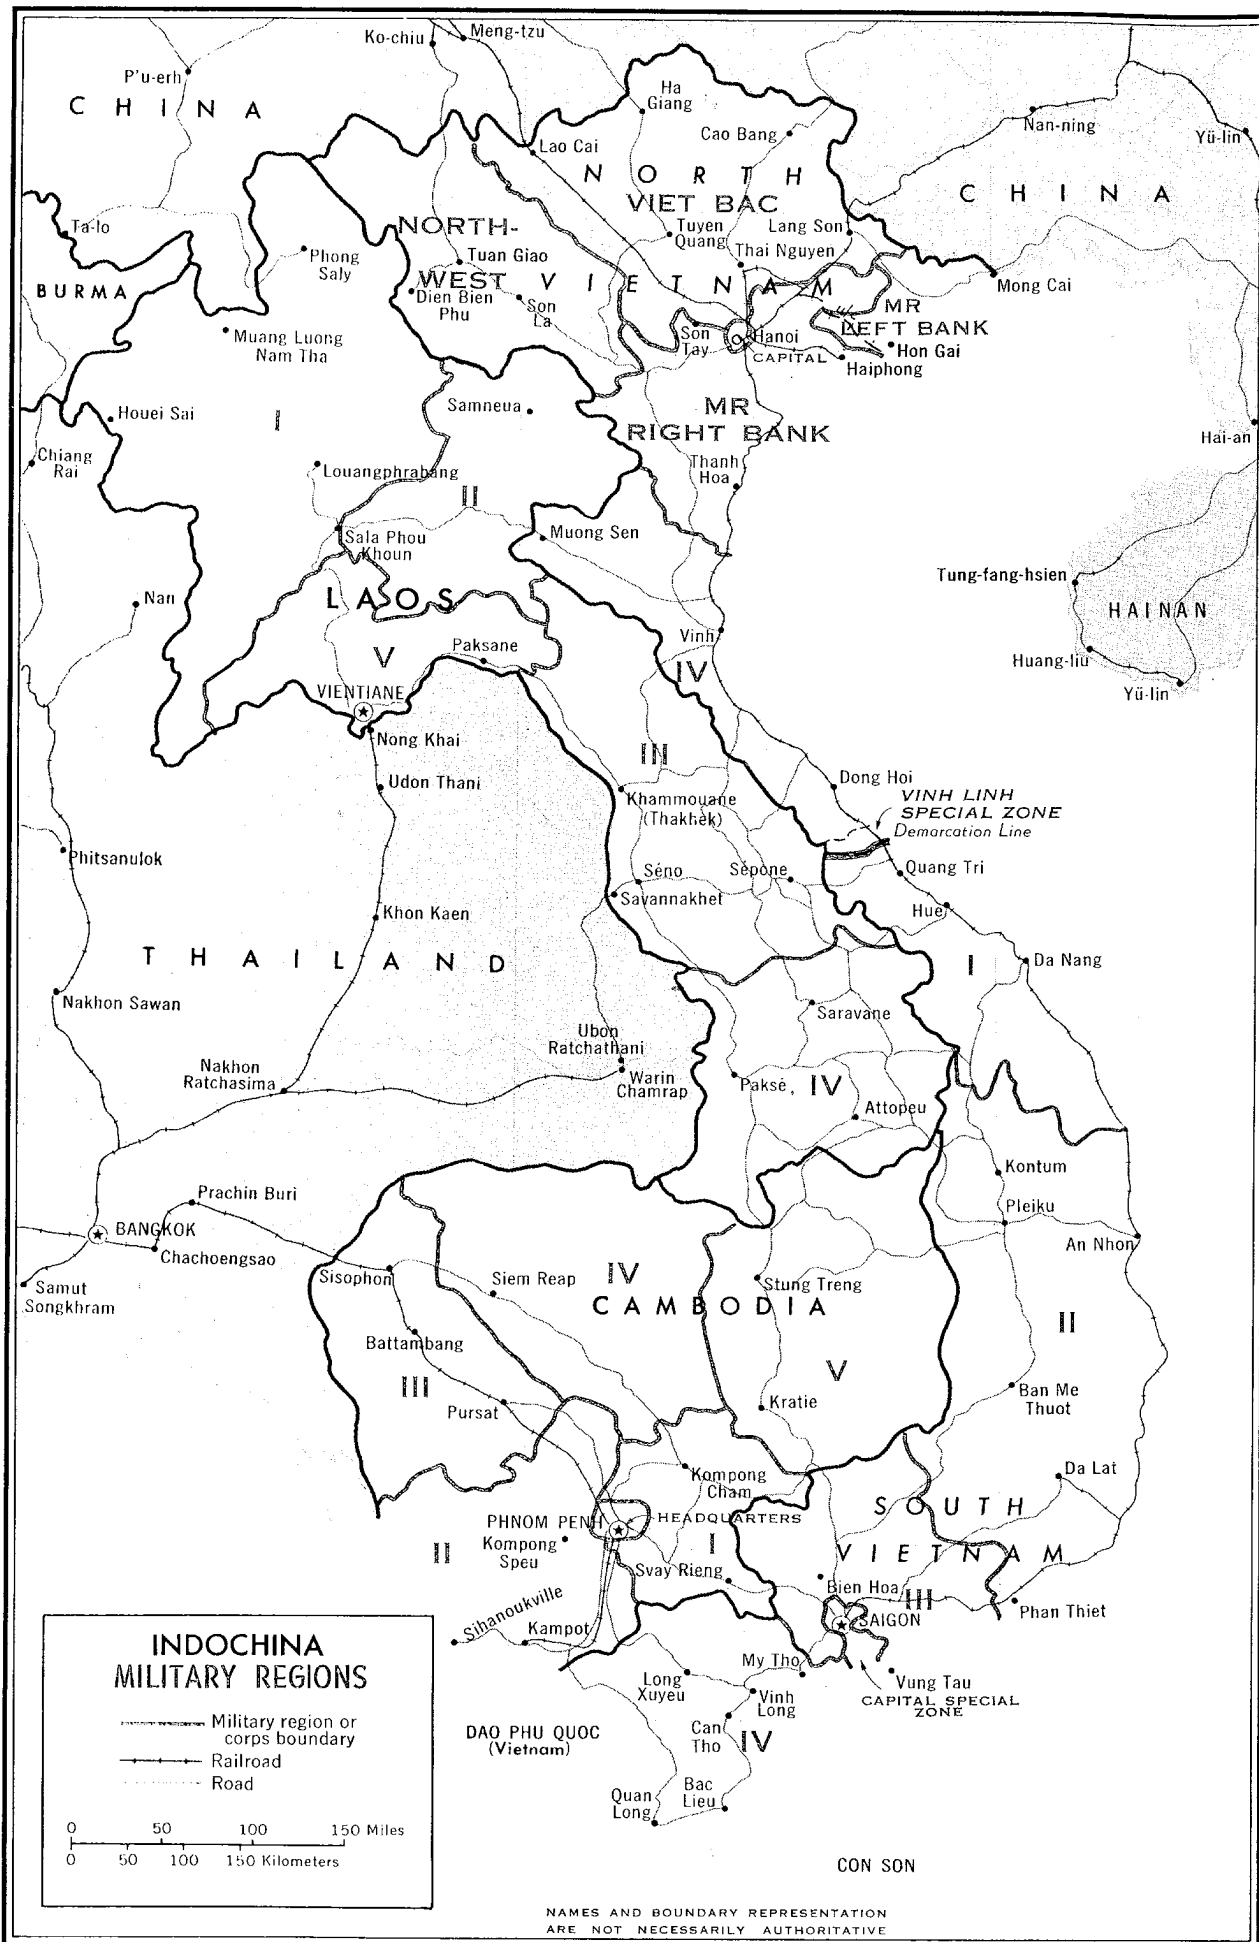 Ko-chiu
Meng-tzu
P'u-erh
CHINA
Ha
Giang
Cao Bang
Nan-ning
Yü-lin
Lao Cai
NORTH
VIET BAC
CHINA
Ta-lo
NORTH-
Tuyen
Quang
Lang Son
Phong
Saly
Tuan Giao
Thai Nguyen
BURMA
WEST
VIETNAM
Mong Cai
Dien Bien
Phu
Son
La
MR
LEFT BANK
Muang Luong
Nam Tha
Son
Tay
Hanoi
CAPITAL
Hon Gai
Haiphong
Houei Sai
I
Samneua
MR
RIGHT BANK
Hai-an
Chiang
Rai
Louangphrabang
II
Thanh
Hoa
Sala Phou
Khoun
Muong Sen
Tung-fang-hsien
Nan
LAOS
HAINAN
Vinh
V
Paksane
Huang-liu
IV
Yü-lin
VIENTIANE
Nong Khai
III
Udon Thani
Dong Hoi
Khammouane
(Thakhek)
VINH LINH
SPECIAL ZONE
Demarcation Line
Phitsanulok
Séno
Sépone
Quang Tri
Savannakhet
Khon Kaen
Hue
THAILAND
I
Da Nang
Nakhon Sawan
Saravane
Ubon
Ratchathani
Nakhon
Ratchasima
Warin
Chamrap
Paksé
IV
Attopeu
Kontum
Prachin Buri
Pleiku
BANGKOK
An Nhon
Chachoengsao
Sisophon
Siem Reap
IV
Stung Treng
Samut
Songkhram
CAMBODIA
II
Battambang
V
III
Ban Me
Thuot
Pursat
Kratie
Da Lat
Kompong
Cham
SOUTH
PHNOM PENH
HEADQUARTERS
II
Kompong
Speu
I
VIETNAM
Svay Rieng
Bien Hoa
III
Phan Thiet
Sihanoukville
SAIGON
Kampot
INDOCHINA
MILITARY REGIONS
My Tho
Long
Xuyeu
Vung Tau
Vinh
Long
CAPITAL SPECIAL
ZONE
Military region or
corps boundary
Railroad
Road
DAO PHU QUOC
(Vietnam)
Can
Tho
IV
Quan
Long
Bac
Lieu
0 50 100 150 Miles
0 50 100 150 Kilometers
CON SON
NAMES AND BOUNDARY REPRESENTATION
ARE NOT NECESSARILY AUTHORITATIVE